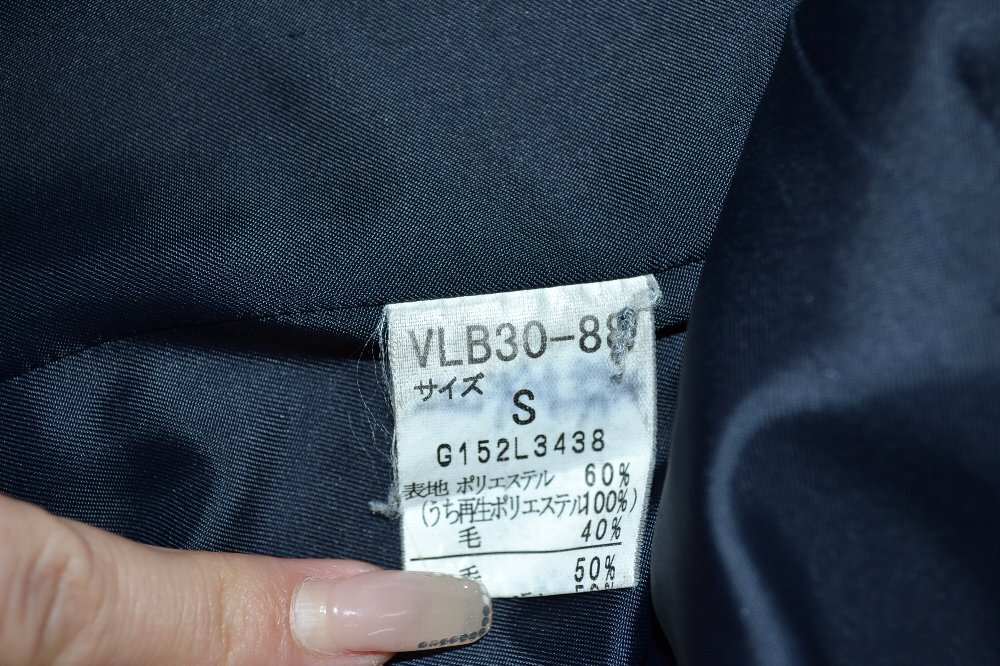 VLB30-88
サイズ
S
G152L3438
表地 ポリエステル 60%
(うち再生ポリエステル100%)
毛 40%
毛 50%